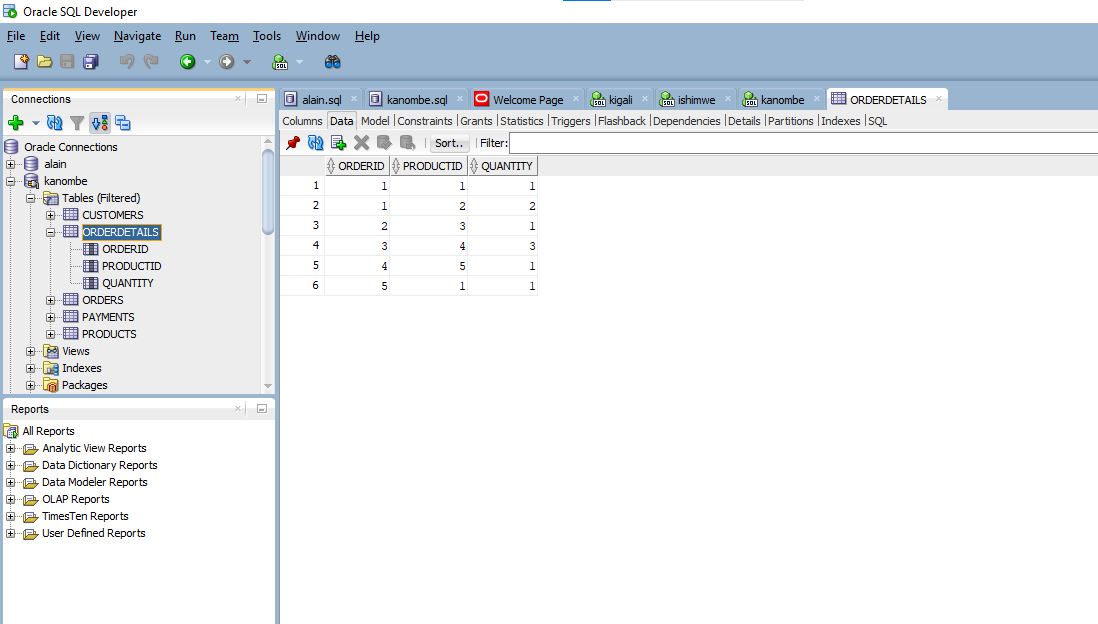 Oracle SQL Developer
File Edit View Navigate Run Team Tools Window Help
Connections
Oracle Connections
alain
kanombe
Tables (Filtered)
CUSTOMERS
ORDERDETAILS
ORDERID
PRODUCTID
QUANTITY
ORDERS
PAYMENTS
PRODUCTS
Views
Indexes
Packages
Reports
All Reports
Analytic View Reports
Data Dictionary Reports
Data Modeler Reports
OLAP Reports
TimesTen Reports
User Defined Reports
alain.sql kanombe.sql Welcome Page kigali ishimwe kanombe ORDERDETAILS
Columns Data Model Constraints Grants Statistics Triggers Flashback Dependencies Details Partitions Indexes SQL
Sort.. Filter:
ORDERID PRODUCTID QUANTITY
1 1 1 1
2 1 2 2
3 2 3 1
4 3 4 3
5 4 5 1
6 5 1 1